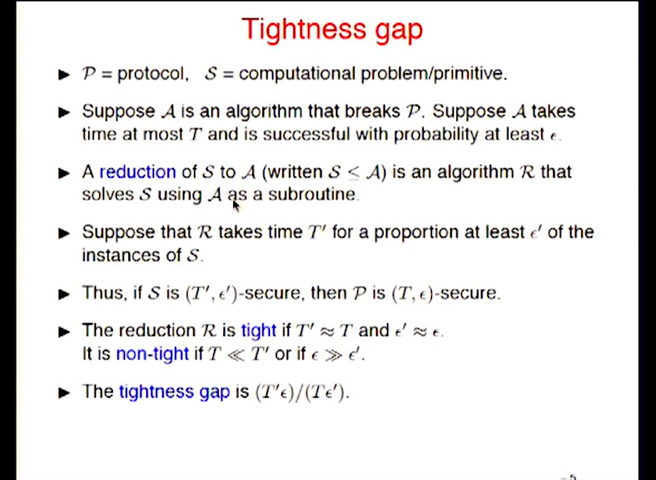 Tightness gap
► 𝒫 = protocol, 𝒮 = computational problem/primitive.
► Suppose 𝒜 is an algorithm that breaks 𝒫. Suppose 𝒜 takes
time at most T and is successful with probability at least ϵ.
► A reduction of 𝒮 to 𝒜 (written 𝒮 ≤ 𝒜) is an algorithm ℛ that
solves 𝒮 using 𝒜 as a subroutine.
► Suppose that ℛ takes time T′ for a proportion at least ϵ′ of the
instances of 𝒮.
► Thus, if 𝒮 is (T′, ϵ′)-secure, then 𝒫 is (T, ϵ)-secure.
► The reduction ℛ is tight if T′ ≈ T and ϵ′ ≈ ϵ.
It is non-tight if T ≪ T′ or if ϵ ≫ ϵ′.
► The tightness gap is (T′ϵ)/(Tϵ′).